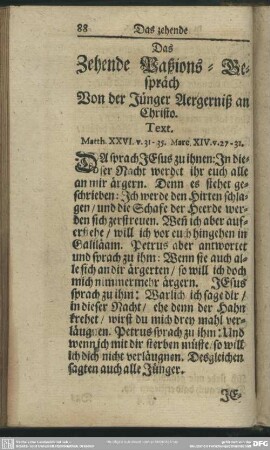 88 Das zehende
Das
Zehende Paßions-Ge-
spräch
Von der Jünger Aergerniß an
Christo.
Text.
Matth. XXVI. v. 31-35. Marc. XIV. v. 27-31.
DA sprach JEsus zu ihnen: In die-
ser Nacht werdet ihr euch alle
an mir ärgern. Denn es stehet ge-
schrieben: Ich werde den Hirten schla-
gen/ und die Schafe der Heerde wer-
den sich zerstreuen. Weñ ich aber auf-
erstehe/ will ich vor euch hingehen in
Galiläam. Petrus aber antwortet
und sprach zu ihm: Wenn sie auch al-
le sich an dir ärgerten/ so will ich doch
mich nimmermehr ärgern. JEsus
sprach zu ihm: Warlich ich sage dir/
in dieser Nacht/ ehe denn der Hahn
krehet/ wirst du mich drey mahl ver-
läugnen. Petrus sprach zu ihm: Und
wenn ich mit dir sterben müste/ so will
ich dich nicht verläugnen. Desgleichen
sagten auch alle Jünger.
JE-